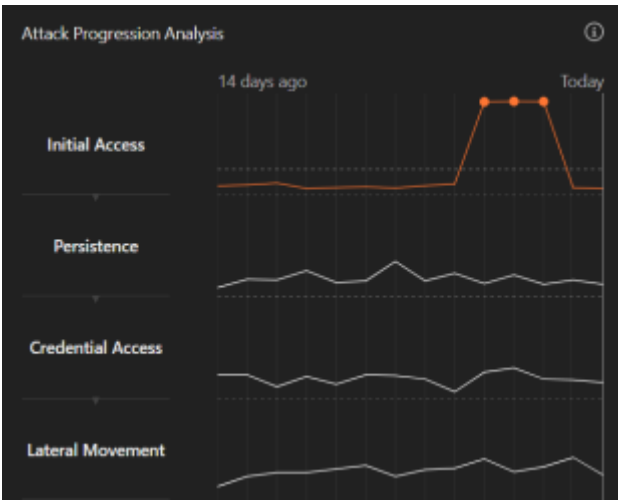 Attack Progression Analysis
14 days ago Today
Initial Access
Persistence
Credential Access
Lateral Movement